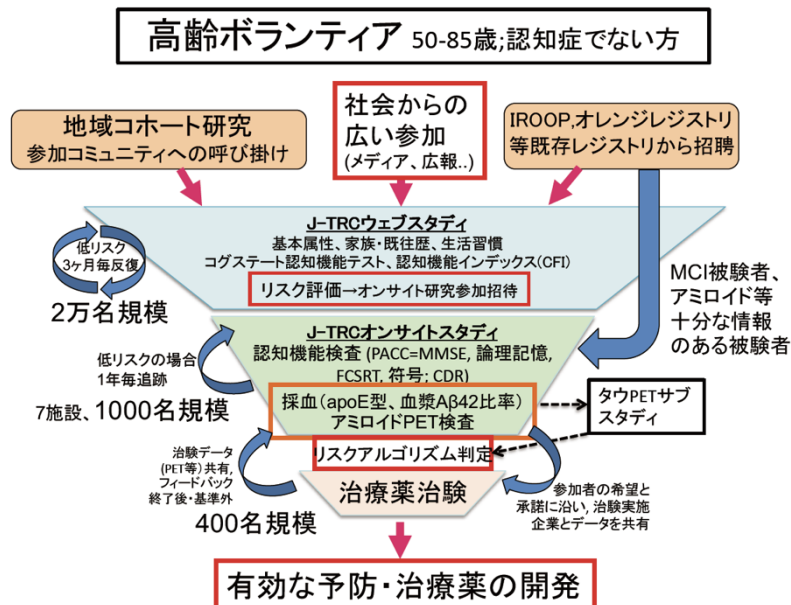 高齢ボランティア 50-85歳;認知症でない方
地域コホート研究
参加コミュニティへの呼び掛け
社会からの
広い参加
(メディア、広報..)
IROOP,オレンジレジストリ
等既存レジストリから招聘
J-TRCウェブスタディ
基本属性、家族・既往歴、生活習慣
コグステート認知機能テスト、認知機能インデックス(CFI)
リスク評価→オンサイト研究参加招待
低リスク
3ヶ月毎反復
2万名規模
MCI被験者、
アミロイド等
十分な情報
のある被験者
J-TRCオンサイトスタディ
認知機能検査 (PACC=MMSE, 論理記憶,
FCSRT, 符号; CDR)
低リスクの場合
1年毎追跡
7施設、1000名規模
採血(apoE型、血漿Aβ42比率)
アミロイドPET検査
タウPETサブ
スタディ
リスクアルゴリズム判定
治療薬治験
治験データ
(PET等) 共有,
フィードバック
終了後・基準外
400名規模
参加者の希望と
承諾に沿い, 治験実施
企業とデータを共有
有効な予防・治療薬の開発